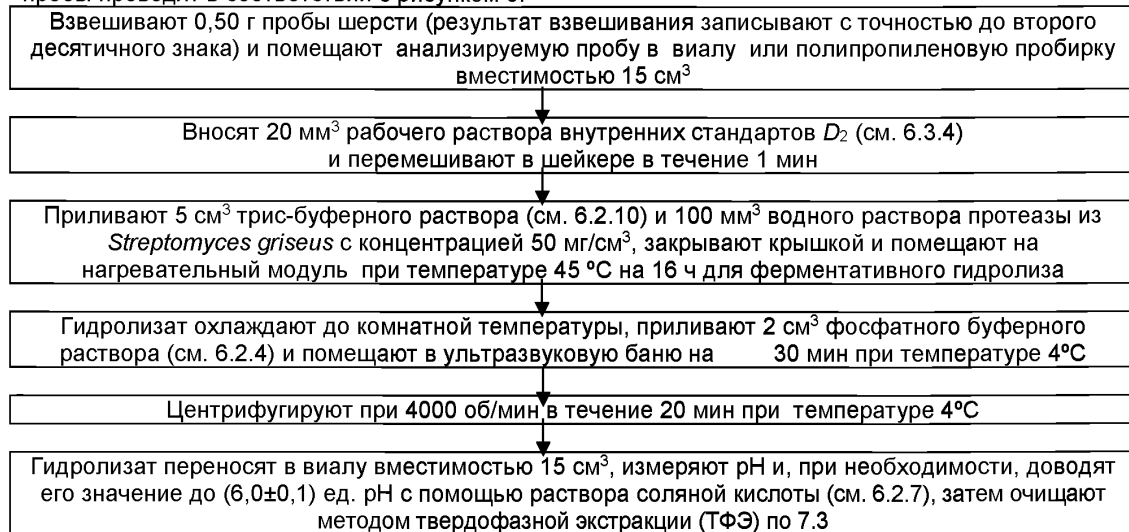 Взвешивают 0,50 г пробы шерсти (результат взвешивания записывают с точностью до второго
десятичного знака) и помещают анализируемую пробу в виалу или полипропиленовую пробирку
вместимостью 15 см³
Вносят 20 мм³ рабочего раствора внутренних стандартов D₂ (см. 6.3.4)
и перемешивают в шейкере в течение 1 мин
Приливают 5 см³ трис-буферного раствора (см. 6.2.10) и 100 мм³ водного раствора протеазы из
Streptomyces griseus с концентрацией 50 мг/см³, закрывают крышкой и помещают на
нагревательный модуль при температуре 45 ºС на 16 ч для ферментативного гидролиза
Гидролизат охлаждают до комнатной температуры, приливают 2 см³ фосфатного буферного
раствора (см. 6.2.4) и помещают в ультразвуковую баню на 30 мин при температуре 4ºС
Центрифугируют при 4000 об/мин в течение 20 мин при температуре 4ºС
Гидролизат переносят в виалу вместимостью 15 см³, измеряют рН и, при необходимости, доводят
его значение до (6,0±0,1) ед. рН с помощью раствора соляной кислоты (см. 6.2.7), затем очищают
методом твердофазной экстракции (ТФЭ) по 7.3